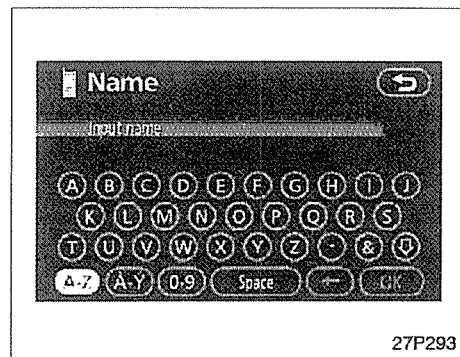 Name
Input name
A B C D E F G H I J
K L M N O P Q R S
T U V W X Y Z - & ⇩
A-Z À-Y 0-9 Space ← OK
27P293